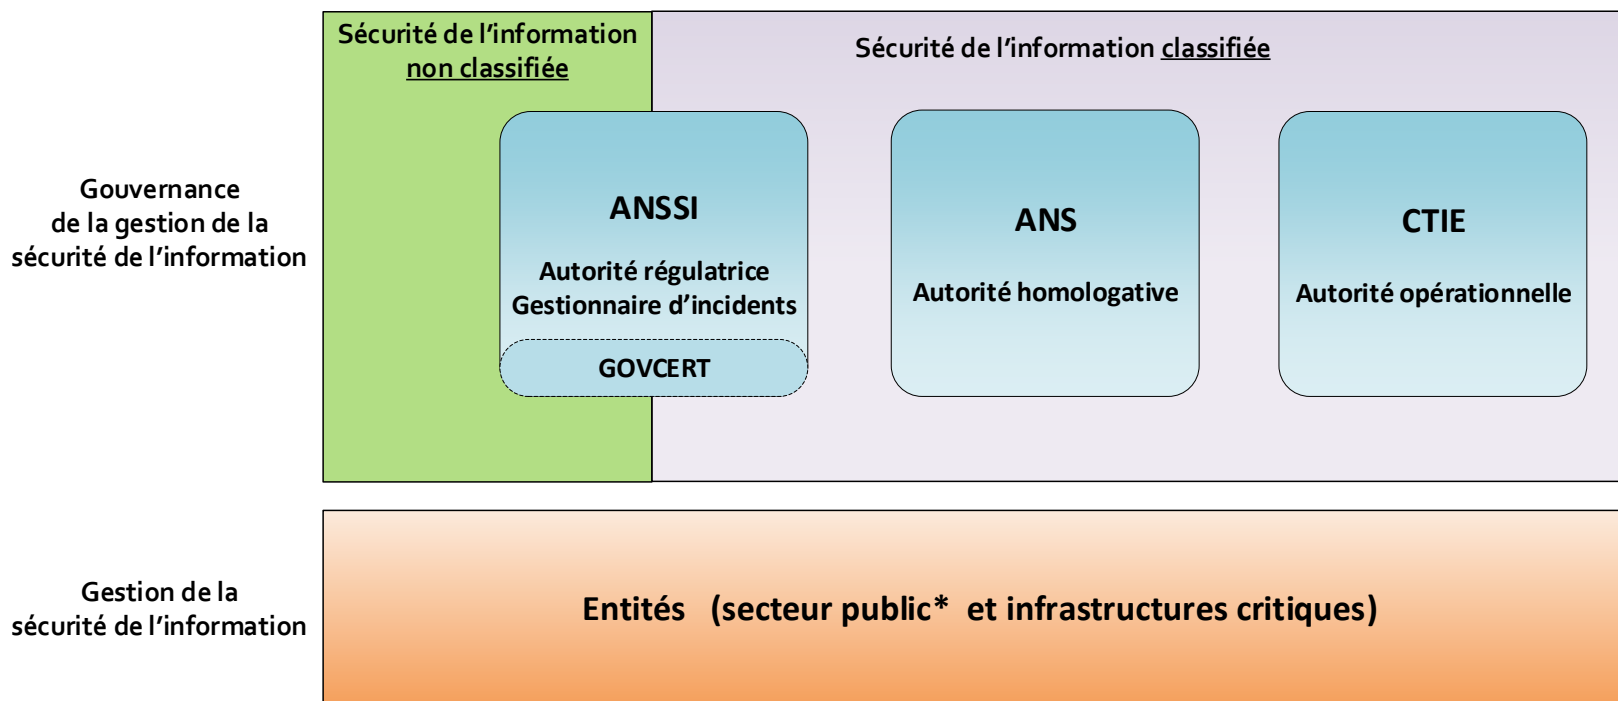 Sécurité de l'information
non classifiée
Sécurité de l'information classifiée
Gouvernance
de la gestion de la
sécurité de l'information
ANSSI
Autorité régulatrice
Gestionnaire d'incidents
GOVCERT
ANS
Autorité homologative
CTIE
Autorité opérationnelle
Gestion de la
sécurité de l'information
Entités (secteur public* et infrastructures critiques)